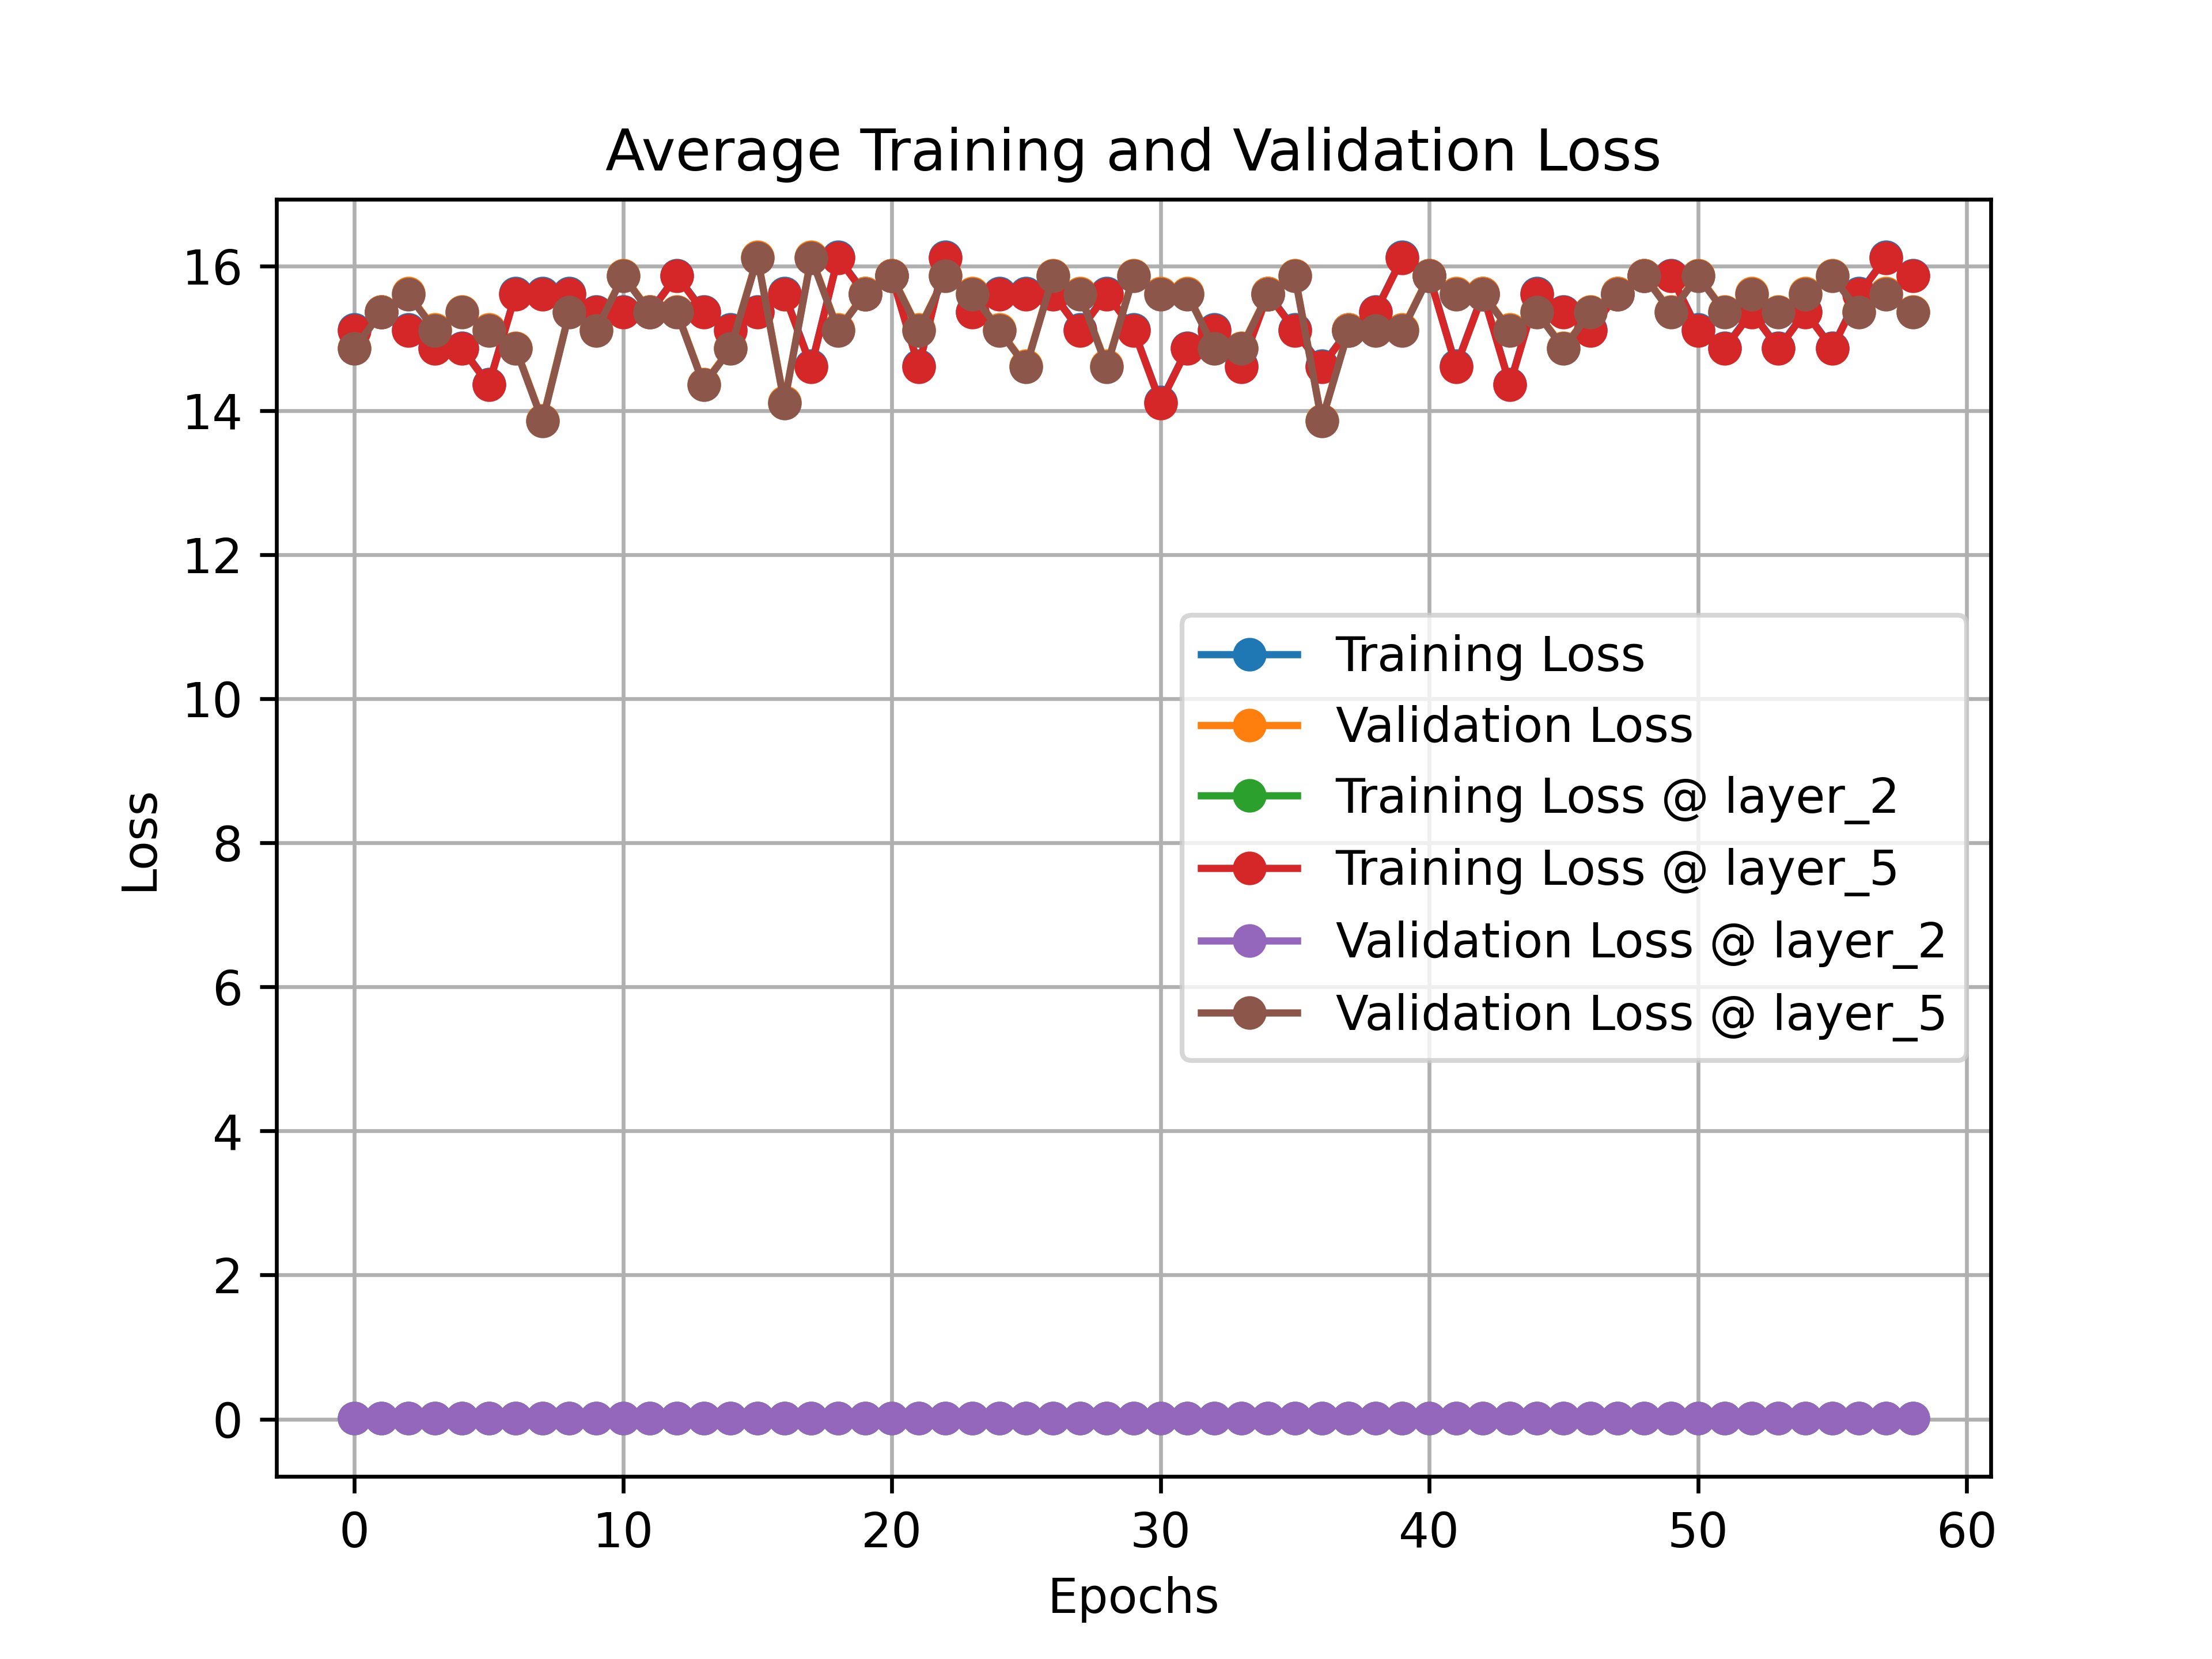 Average Training and Validation Loss
16
14
12
10
8
6
4
2
0
Loss
Training Loss
Validation Loss
Training Loss @ layer_2
Training Loss @ layer_5
Validation Loss @ layer_2
Validation Loss @ layer_5
0 10 20 30 40 50 60
Epochs